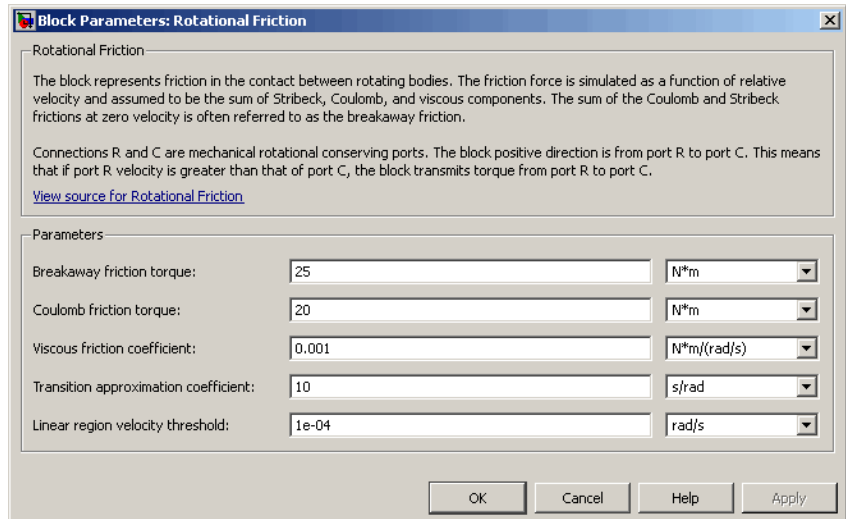 Block Parameters: Rotational Friction
Rotational Friction
The block represents friction in the contact between rotating bodies. The friction force is simulated as a function of relative
velocity and assumed to be the sum of Stribeck, Coulomb, and viscous components. The sum of the Coulomb and Stribeck
frictions at zero velocity is often referred to as the breakaway friction.
Connections R and C are mechanical rotational conserving ports. The block positive direction is from port R to port C. This means
that if port R velocity is greater than that of port C, the block transmits torque from port R to port C.
View source for Rotational Friction
Parameters
Breakaway friction torque: 25 N*m
Coulomb friction torque: 20 N*m
Viscous friction coefficient: 0.001 N*m/(rad/s)
Transition approximation coefficient: 10 s/rad
Linear region velocity threshold: 1e-04 rad/s
OK Cancel Help Apply